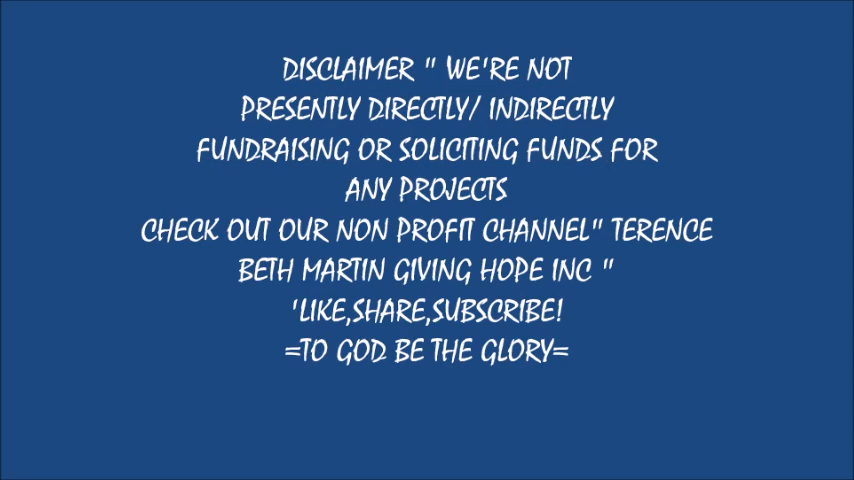 DISCLAIMER " WE'RE NOT
PRESENTLY DIRECTLY/ INDIRECTLY
FUNDRAISING OR SOLICITING FUNDS FOR
ANY PROJECTS
CHECK OUT OUR NON PROFIT CHANNEL" TERENCE
BETH MARTIN GIVING HOPE INC "
'LIKE,SHARE,SUBSCRIBE!
=TO GOD BE THE GLORY=